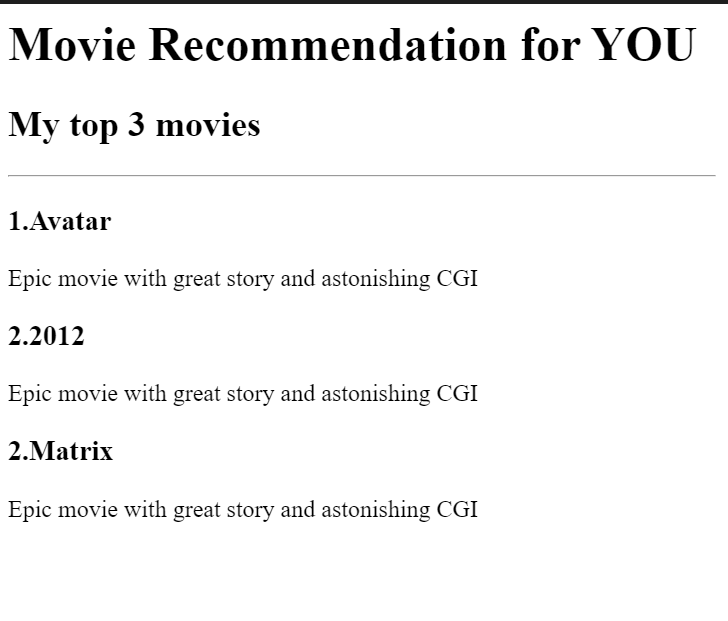 Movie Recommendation for YOU
My top 3 movies
1.Avatar
Epic movie with great story and astonishing CGI
2.2012
Epic movie with great story and astonishing CGI
2.Matrix
Epic movie with great story and astonishing CGI